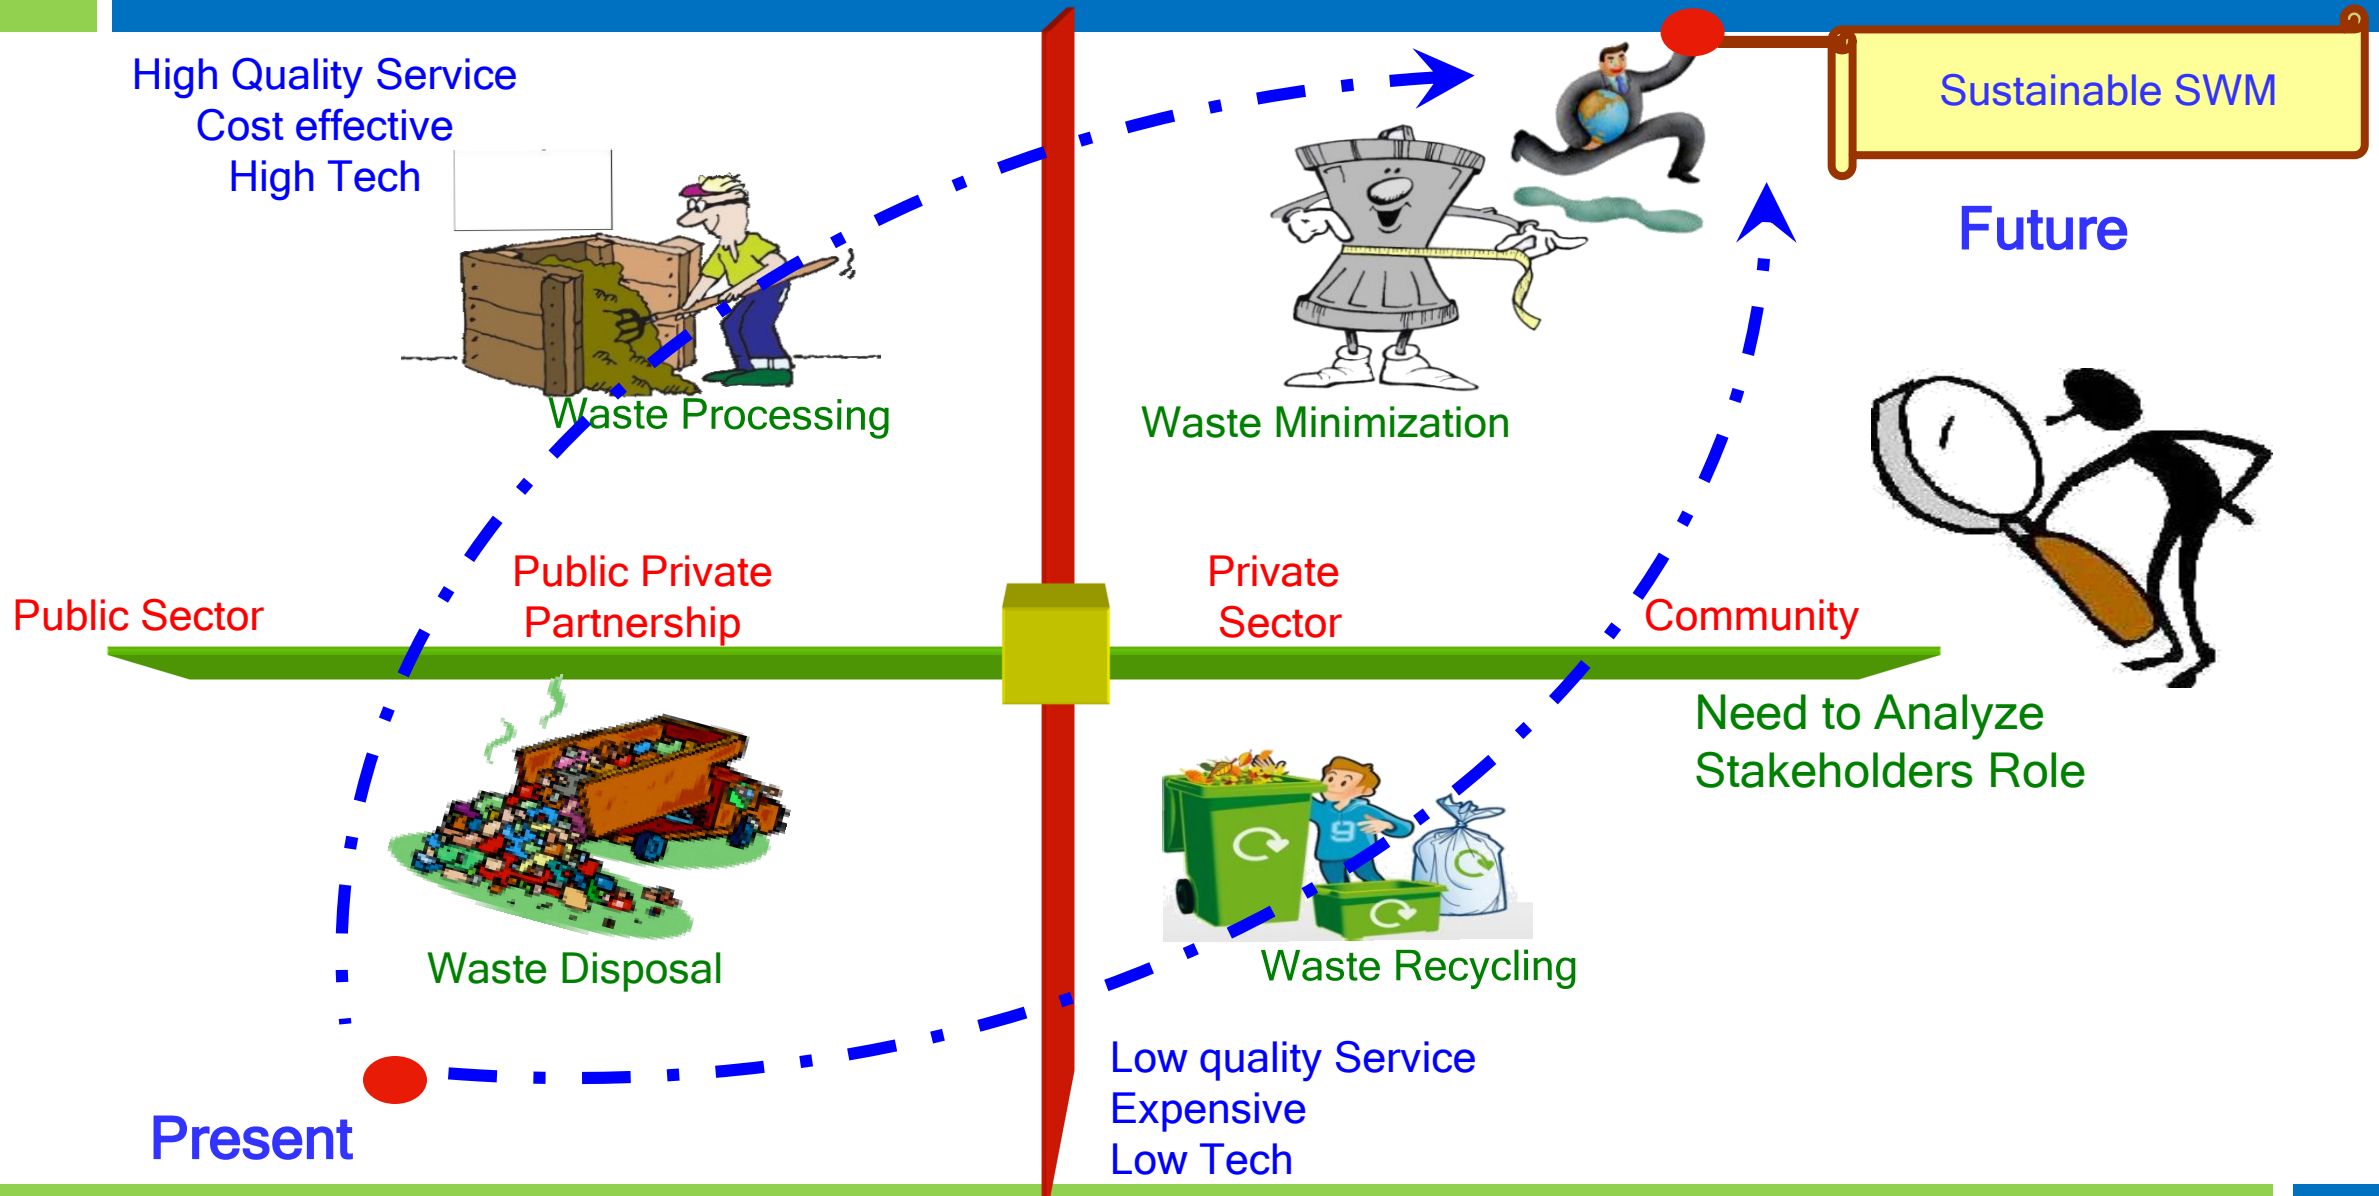 High Quality Service
Cost effective
High Tech
Sustainable SWM
Future
Waste Processing
Waste Minimization
Public Sector
Public Private
Partnership
Private
Sector
Community
Need to Analyze
Stakeholders Role
Waste Disposal
Waste Recycling
9
Low quality Service
Expensive
Low Tech
Present